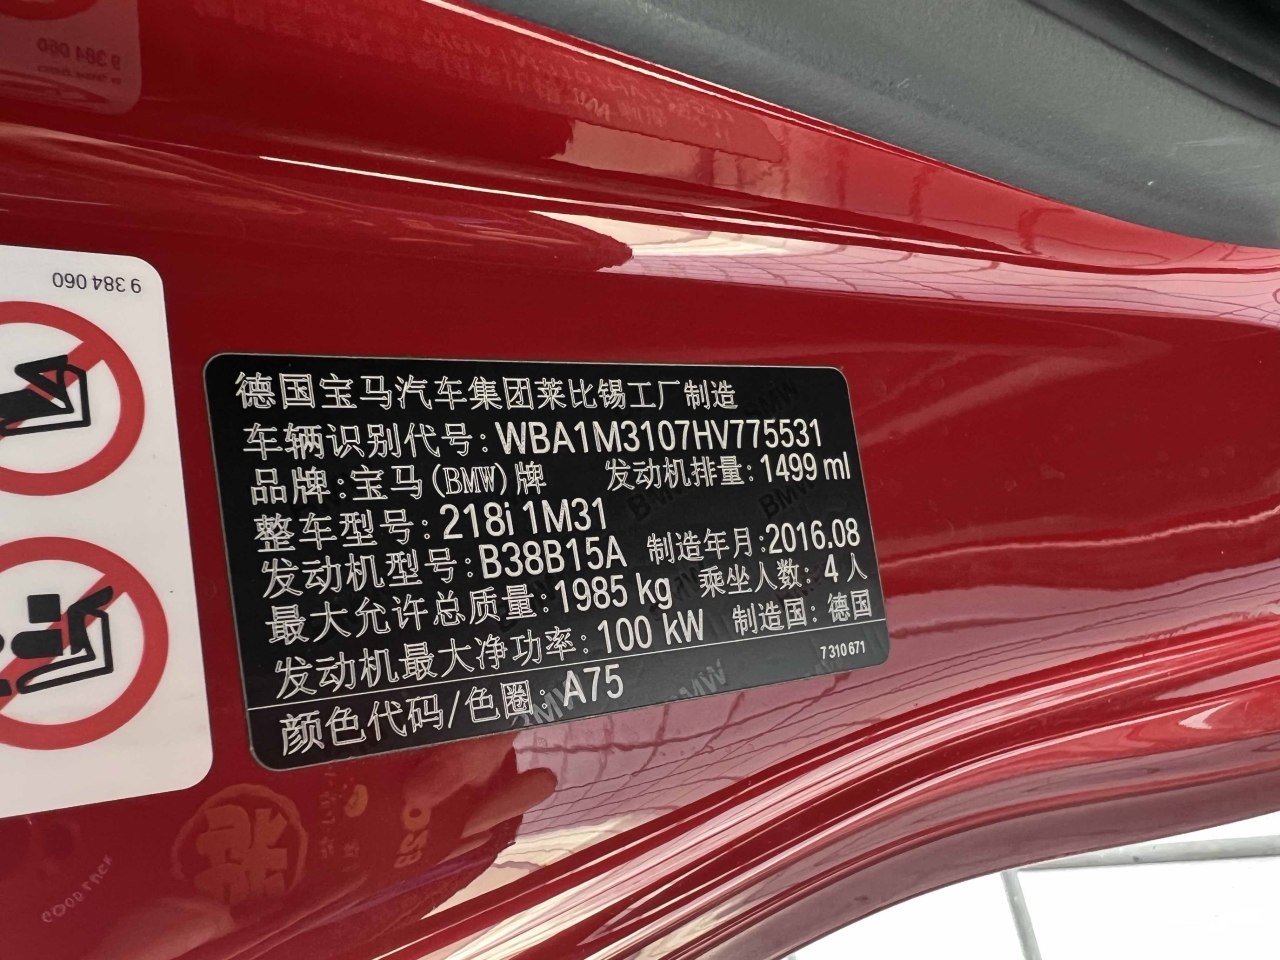 9 384 060
德国宝马汽车集团莱比锡工厂制造
车辆识别代号: WBA1M3107HV775531
品牌:宝马(BMW)牌 发动机排量: 1499 ml
整车型号: 218i 1M31
发动机型号: B38B15A 制造年月:2016.08
最大允许总质量: 1985 kg 乘坐人数: 4 人
发动机最大净功率: 100 kW 制造国: 德国
7 310 671
颜色代码/色圈: A75